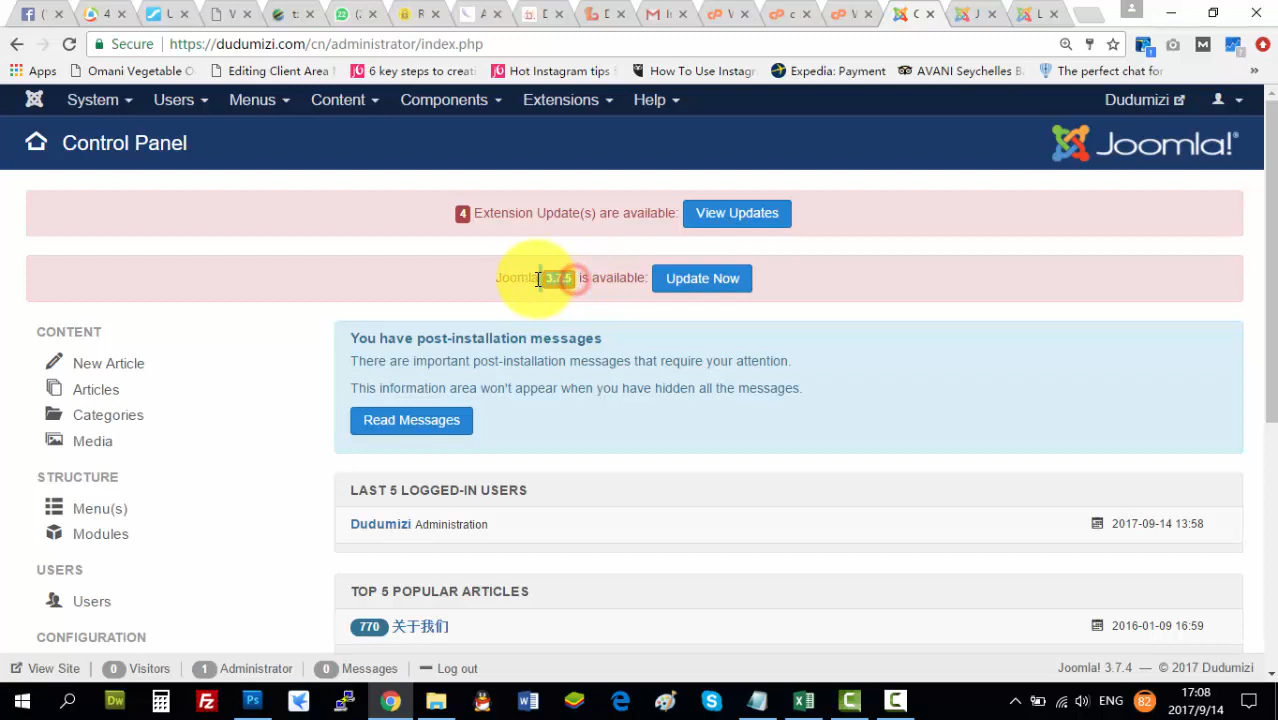 Secure https://dudumizi.com/cn/administrator/index.php
Apps Omani Vegetable Editing Client Area 6 key steps to creati Hot Instagram tips How To Use Instagr Expedia: Payment AVANI Seychelles The perfect chat for »
System Users Menus Content Components Extensions Help Dudumizi
Control Panel Joomla!®
4 Extension Update(s) are available: View Updates
Joomla 3.7.5 is available: Update Now
CONTENT
New Article
Articles
Categories
Media
STRUCTURE
Menu(s)
Modules
USERS
Users
CONFIGURATION
You have post-installation messages
There are important post-installation messages that require your attention.
This information area won't appear when you have hidden all the messages.
Read Messages
LAST 5 LOGGED-IN USERS
Dudumizi Administration 2017-09-14 13:58
TOP 5 POPULAR ARTICLES
770 关于我们 2016-01-09 16:59
View Site 0 Visitors 1 Administrator 0 Messages Log out Joomla! 3.7.4 — © 2017 Dudumizi
ENG 82 17:08
2017/9/14